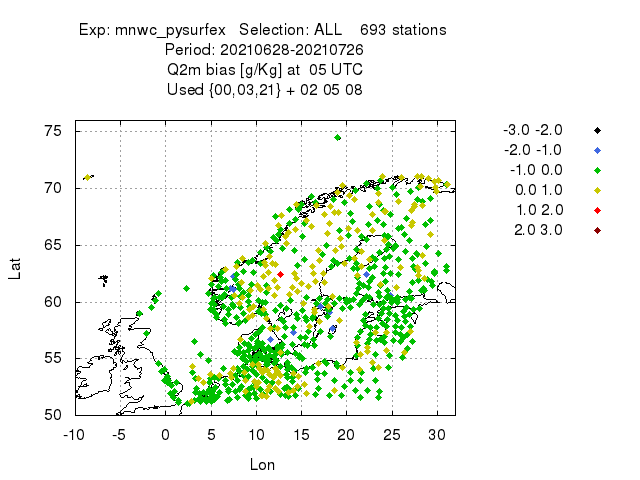 Exp: mnwc_pysurfex Selection: ALL 693 stations
Period: 20210628-20210726
Q2m bias [g/Kg] at 05 UTC
Used {00,03,21} + 02 05 08
-3.0 -2.0
-2.0 -1.0
-1.0 0.0
0.0 1.0
1.0 2.0
2.0 3.0
75
70
65
60
55
50
Lat
-10 -5 0 5 10 15 20 25 30
Lon